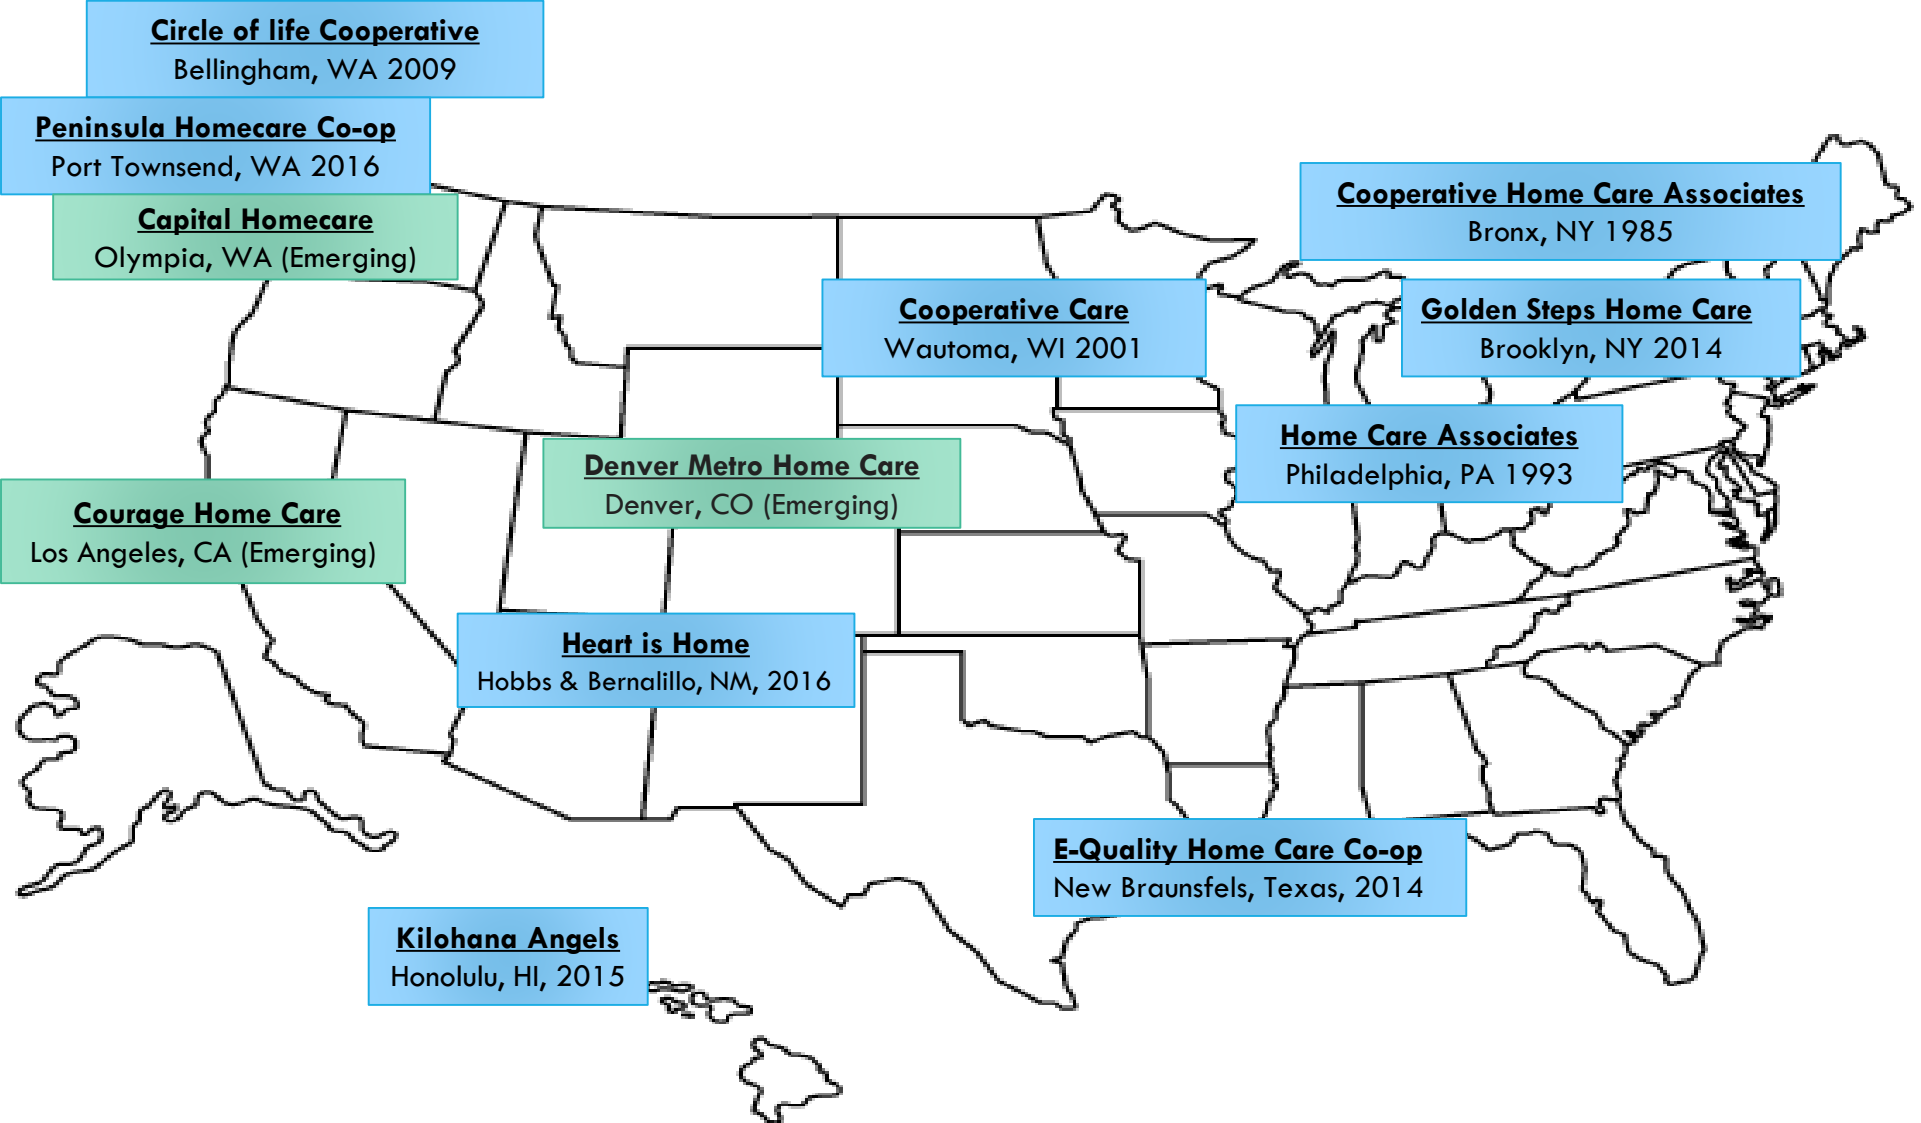 Circle of life Cooperative
Bellingham, WA 2009
Peninsula Homecare Co-op
Port Townsend, WA 2016
Capital Homecare
Olympia, WA (Emerging)
Cooperative Home Care Associates
Bronx, NY 1985
Cooperative Care
Wautoma, WI 2001
Golden Steps Home Care
Brooklyn, NY 2014
Home Care Associates
Philadelphia, PA 1993
Denver Metro Home Care
Denver, CO (Emerging)
Courage Home Care
Los Angeles, CA (Emerging)
Heart is Home
Hobbs & Bernalillo, NM, 2016
E-Quality Home Care Co-op
New Braunsfels, Texas, 2014
Kilohana Angels
Honolulu, HI, 2015